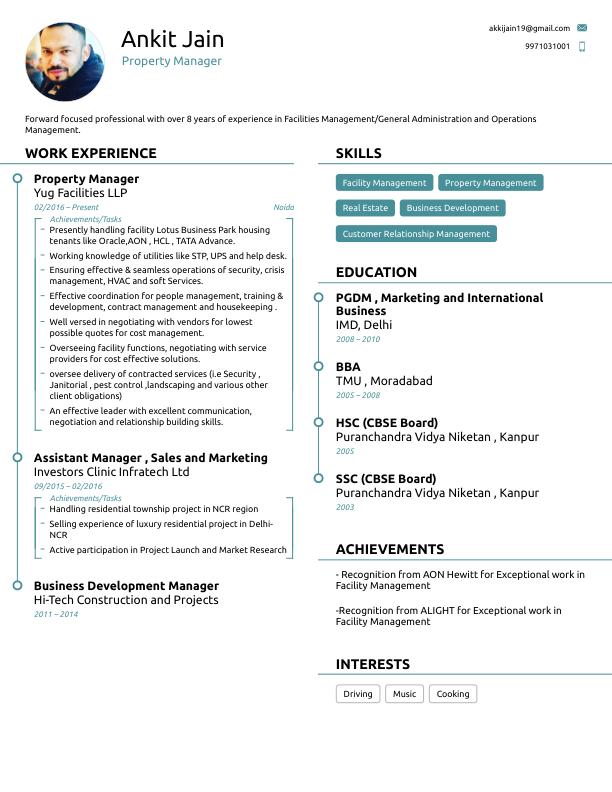 Ankit Jain
Property Manager
akkijain19@gmail.com
9971031001
Forward focused professional with over 8 years of experience in Facilities Management/General Administration and Operations
Management.
WORK EXPERIENCE
Property Manager
Yug Facilities LLP
02/2016 – Present
Noida
Achievements/Tasks
– Presently handling facility Lotus Business Park housing
tenants like Oracle,AON , HCL , TATA Advance.
– Working knowledge of utilities like STP, UPS and help desk.
– Ensuring effective & seamless operations of security, crisis
management, HVAC and soft Services.
– Effective coordination for people management, training &
development, contract management and housekeeping .
– Well versed in negotiating with vendors for lowest
possible quotes for cost management.
– Overseeing facility functions, negotiating with service
providers for cost effective solutions.
– oversee delivery of contracted services (i.e Security ,
Janitorial , pest control ,landscaping and various other
client obligations)
– An effective leader with excellent communication,
negotiation and relationship building skills.
Assistant Manager , Sales and Marketing
Investors Clinic Infratech Ltd
09/2015 – 02/2016
Achievements/Tasks
– Handling residential township project in NCR region
– Selling experience of luxury residential project in Delhi-
NCR
– Active participation in Project Launch and Market Research
Business Development Manager
Hi-Tech Construction and Projects
2011 – 2014
SKILLS
Facility Management
Property Management
Real Estate
Business Development
Customer Relationship Management
EDUCATION
PGDM , Marketing and International
Business
IMD, Delhi
2008 – 2010
BBA
TMU , Moradabad
2005 – 2008
HSC (CBSE Board)
Puranchandra Vidya Niketan , Kanpur
2005
SSC (CBSE Board)
Puranchandra Vidya Niketan , Kanpur
2003
ACHIEVEMENTS
- Recognition from AON Hewitt for Exceptional work in
Facility Management
-Recognition from ALIGHT for Exceptional work in
Facility Management
INTERESTS
Driving
Music
Cooking